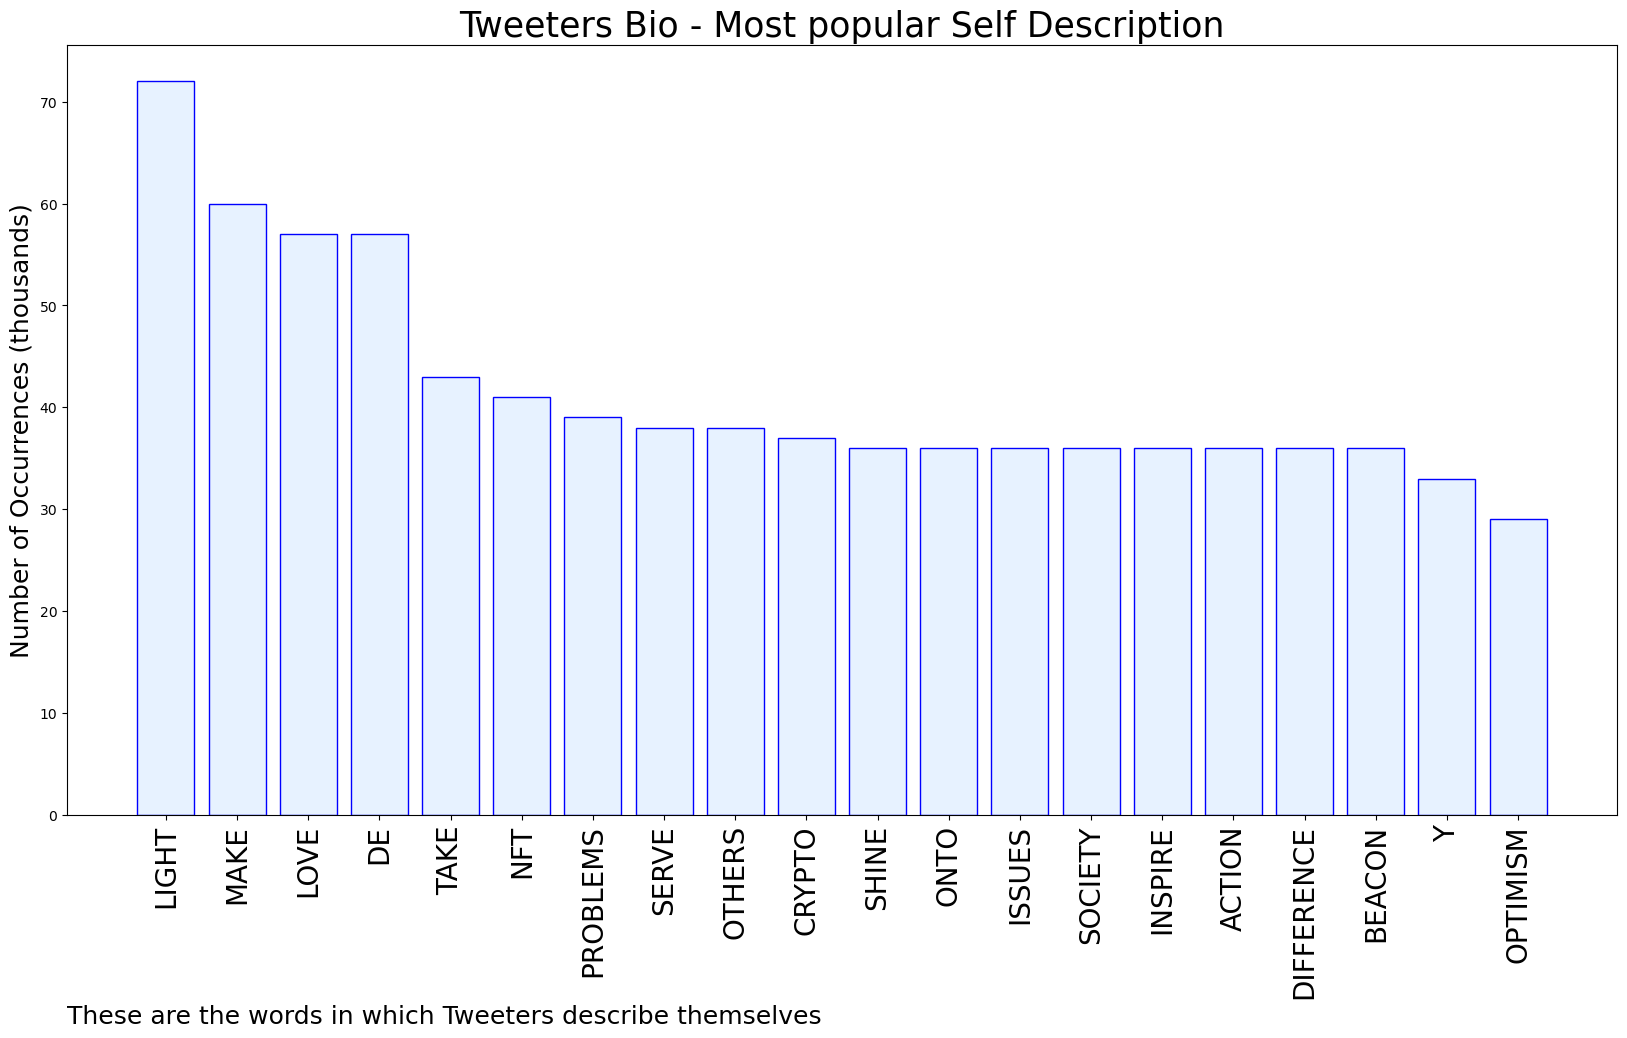 Tweeters Bio - Most popular Self Description
Number of Occurrences (thousands)
70
60
50
40
30
20
10
0
LIGHT
MAKE
LOVE
DE
TAKE
NFT
PROBLEMS
SERVE
OTHERS
CRYPTO
SHINE
ONTO
ISSUES
SOCIETY
INSPIRE
ACTION
DIFFERENCE
BEACON
Y
OPTIMISM
These are the words in which Tweeters describe themselves